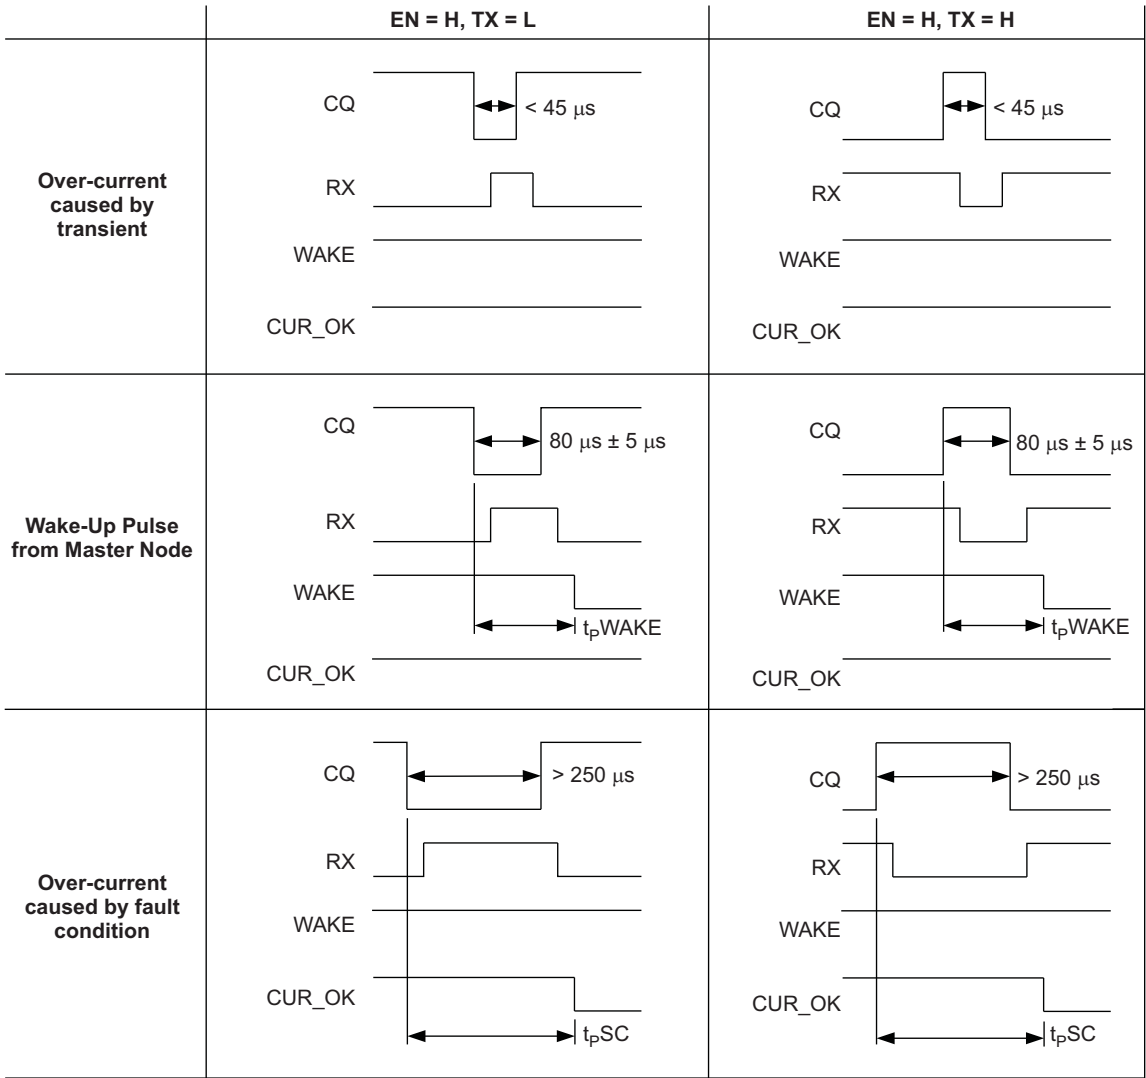 EN = H, TX = L
EN = H, TX = H
Over-current
caused by
transient
CQ
< 45 μs
RX
WAKE
CUR_OK
CQ
< 45 μs
RX
WAKE
CUR_OK
Wake-Up Pulse
from Master Node
CQ
80 μs ± 5 μs
RX
WAKE
tPWAKE
CUR_OK
CQ
80 μs ± 5 μs
RX
WAKE
tPWAKE
CUR_OK
Over-current
caused by fault
condition
CQ
> 250 μs
RX
WAKE
CUR_OK
tPSC
CQ
> 250 μs
RX
WAKE
CUR_OK
tPSC